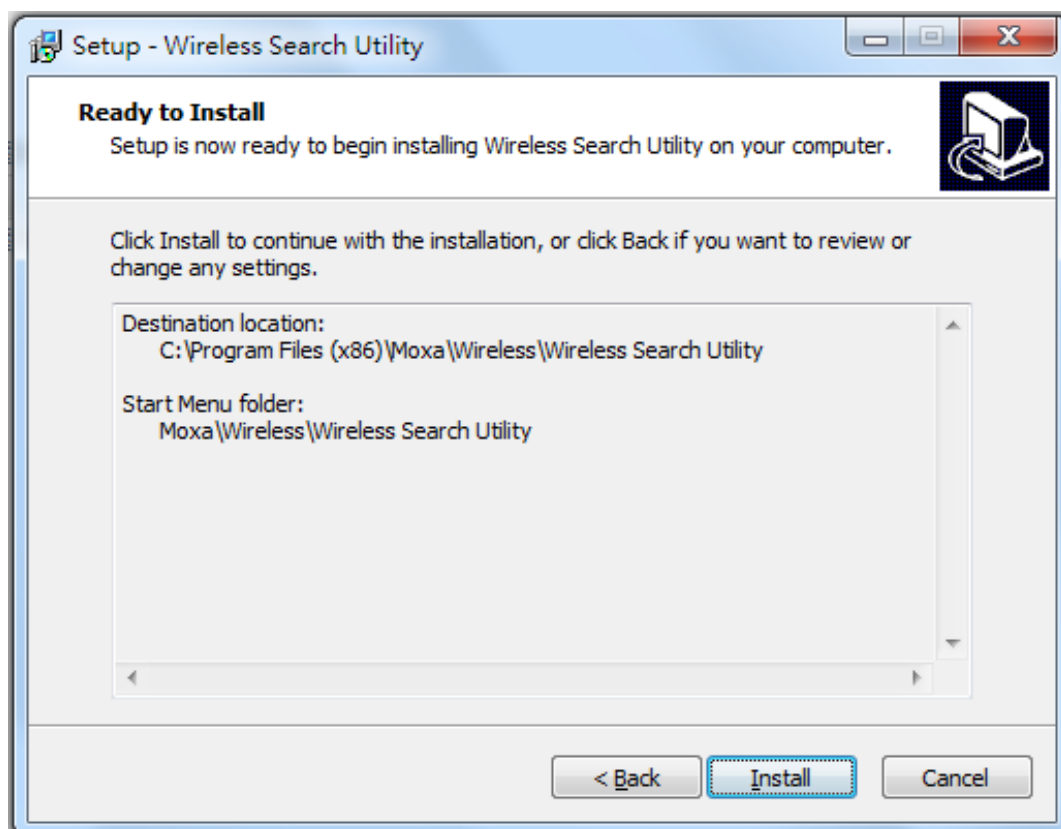 Setup - Wireless Search Utility
Ready to Install
Setup is now ready to begin installing Wireless Search Utility on your computer.
Click Install to continue with the installation, or click Back if you want to review or
change any settings.
Destination location:
C:\Program Files (x86)\Moxa\Wireless\Wireless Search Utility
Start Menu folder:
Moxa\Wireless\Wireless Search Utility
< Back Install Cancel